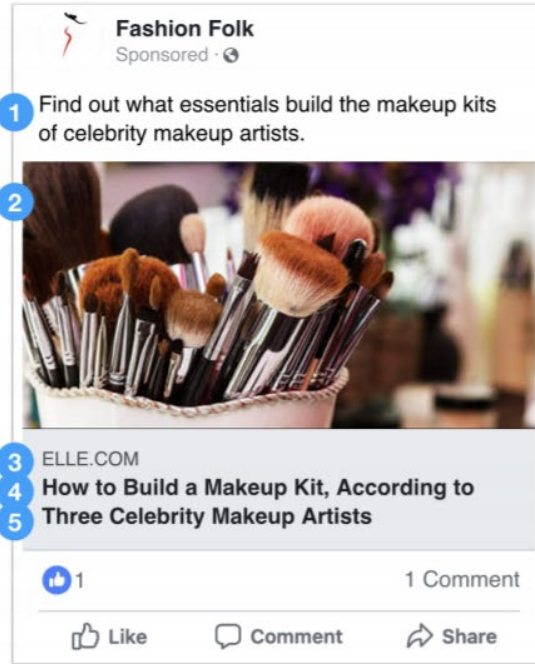 Fashion Folk
Sponsored ·
1 Find out what essentials build the makeup kits
of celebrity makeup artists.
2
3 ELLE.COM
4 How to Build a Makeup Kit, According to
5 Three Celebrity Makeup Artists
1 1 Comment
Like Comment Share